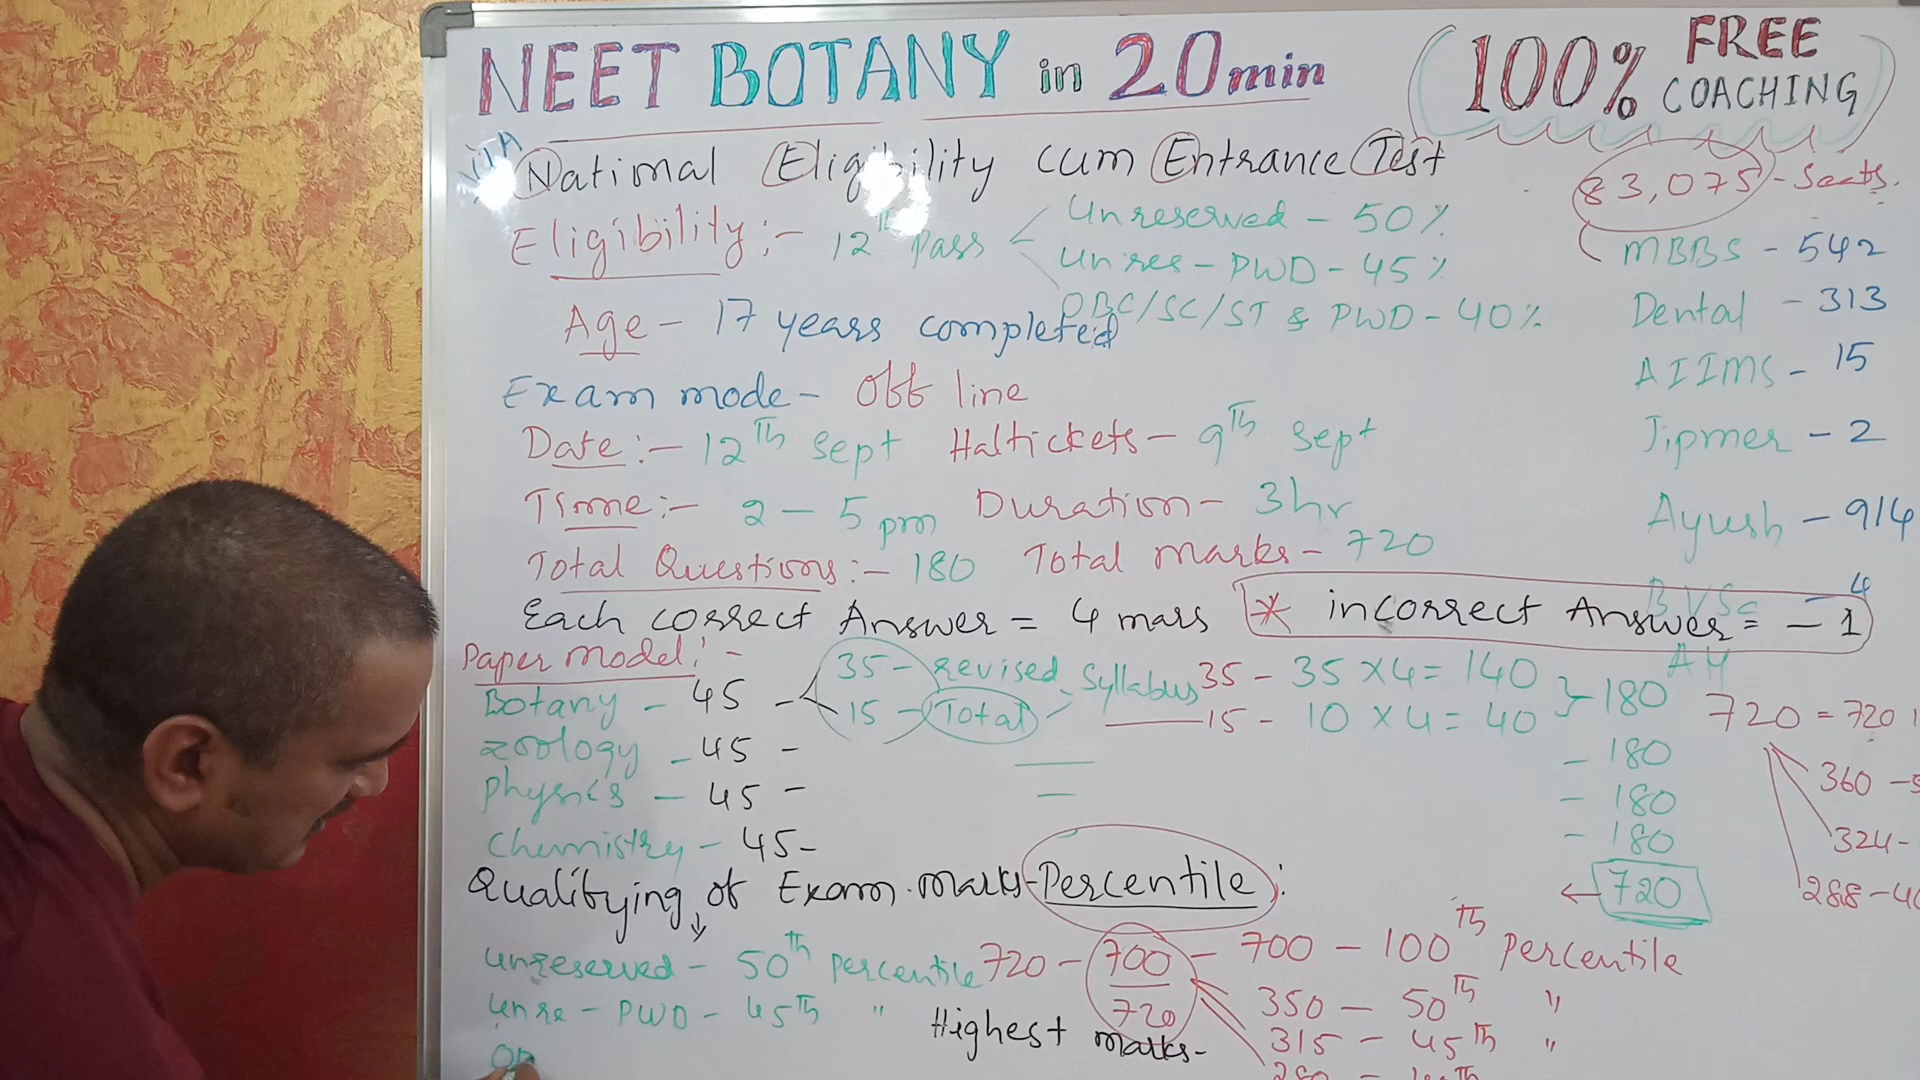 NEET BOTANY in 20min
100% FREE COACHING
National Eligibility cum Entrance Test
83,075 - Seats.
Eligibility :- 12th pass
Unreserved - 50%
Unres - PWD - 45%
OBC/SC/ST & PWD - 40%
MBBS - 542
Dental - 313
AIIMS - 15
Jipmer - 2
Ayush - 914
BVSc - 4
AH
Age - 17 years completed
Exam mode - Off line
Date :- 12Th Sept Haltickets - 9Th Sept
Time :- 2 - 5 pm Duration - 3hr
Total Questions :- 180 Total marks - 720
Each correct Answer = 4 mars * incorrect Answer = - 1
Paper model :-
Botany - 45 - 35 - revised Syllabus 35 - 35 x 4 = 140
15 - Total 15 - 10 x 4 = 40
180
zoology - 45 - - 180
Physics - 45 - - 180
Chemistry - 45 - - 180
720
720 = 720
360 -
324 -
288 -
Qualifying of Exam marks - Percentile :
Unreserved - 50th Percentile 720 - 700/720 - 700 - 100Th Percentile
Unre - PWD - 45Th " 350 - 50Th "
Highest marks - 315 - 45Th "
280 -